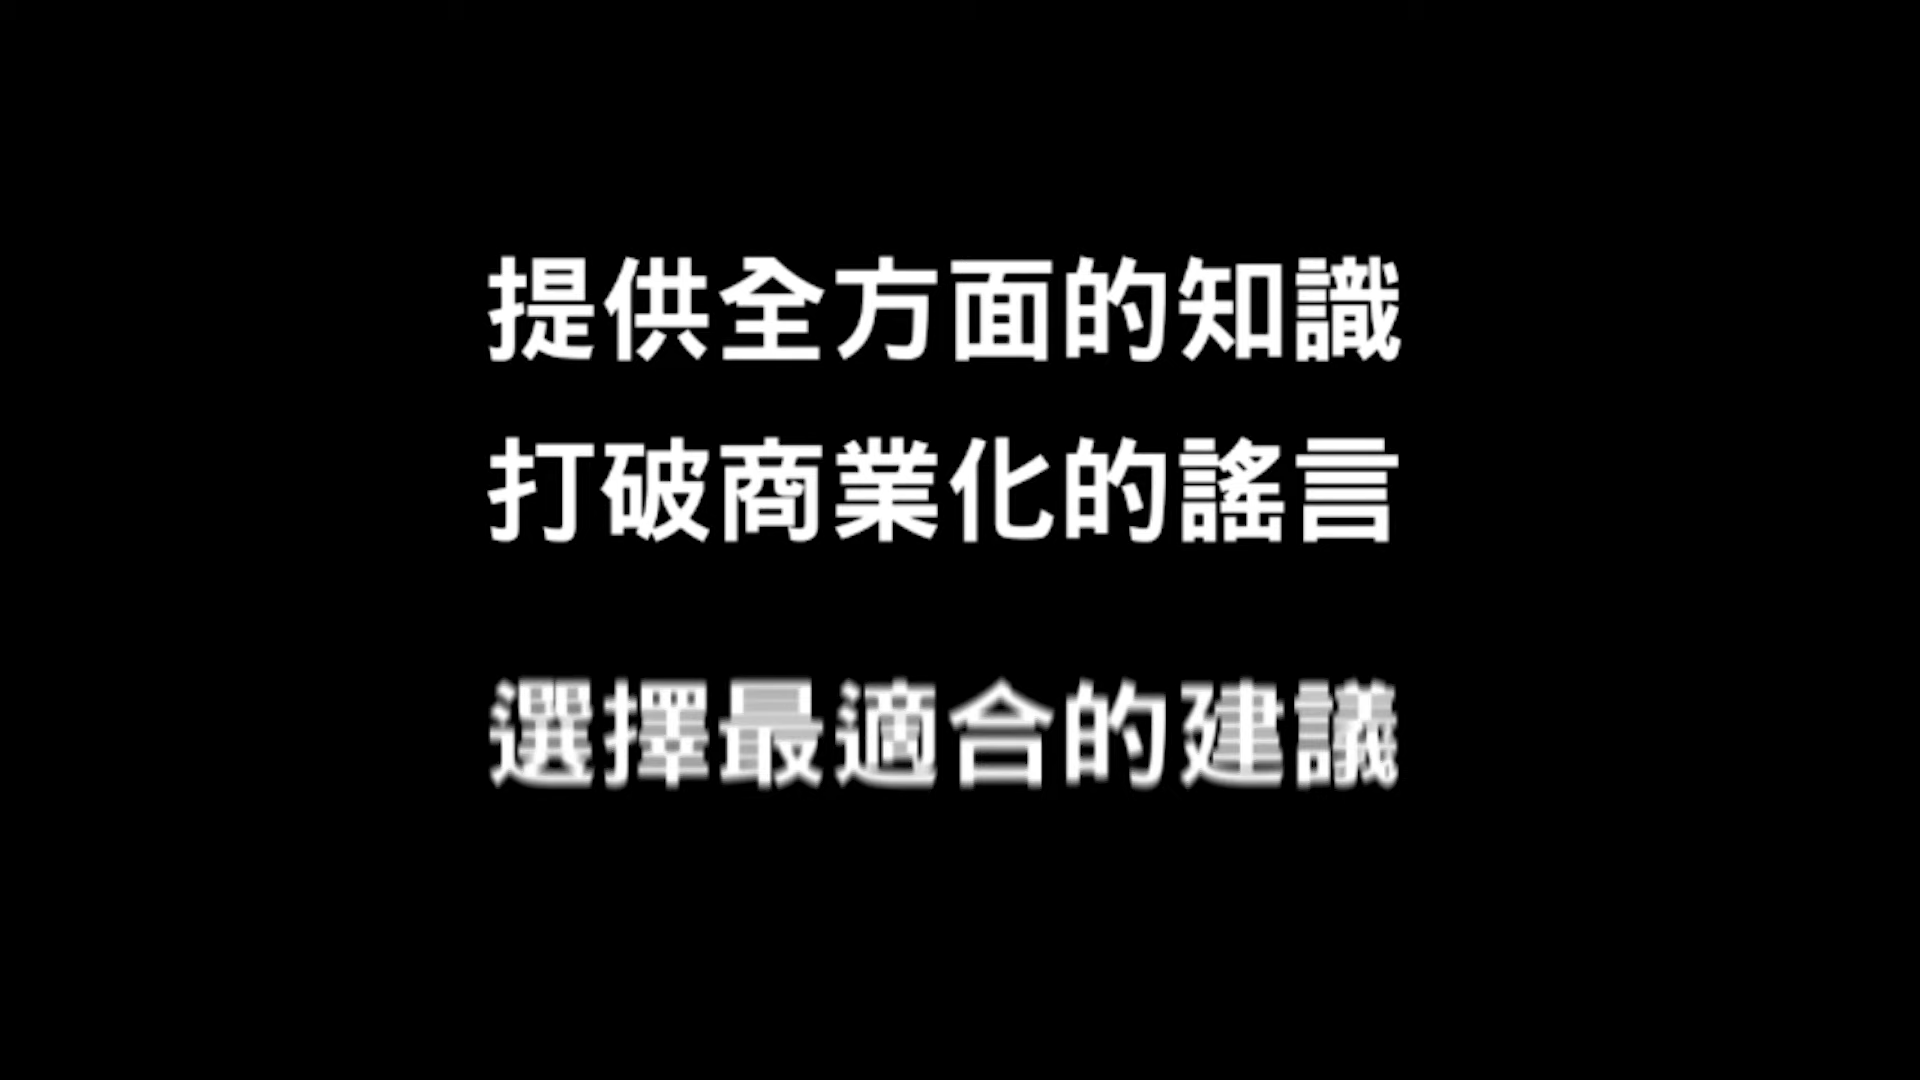 提供全方面的知識
打破商業化的謠言
選擇最適合的建議